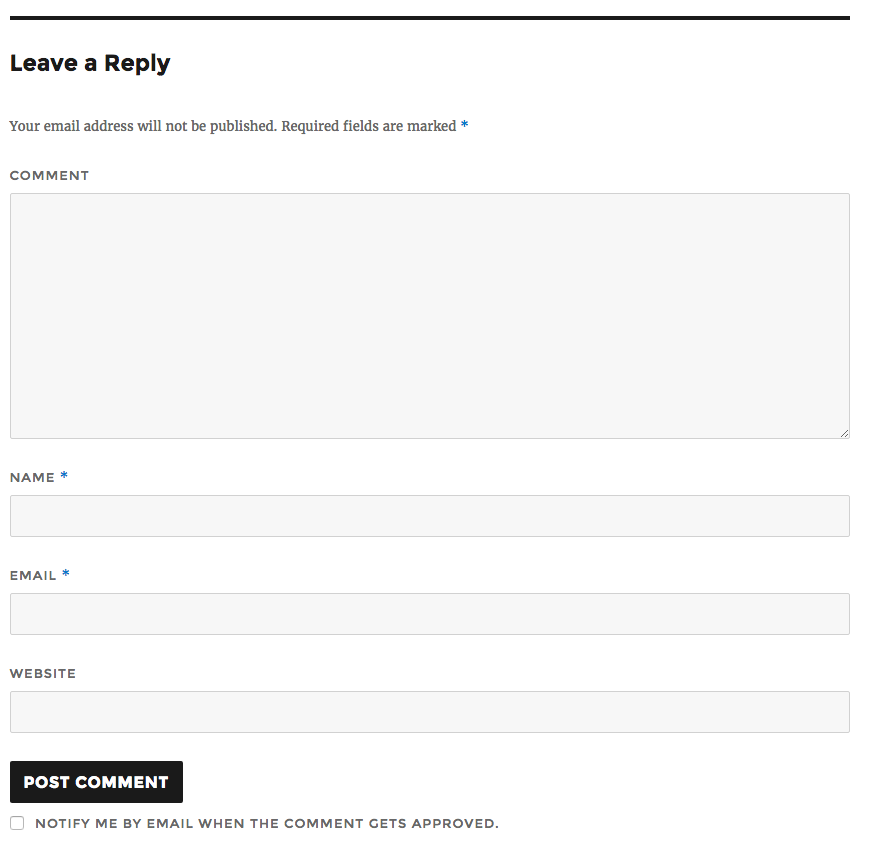 Leave a Reply
Your email address will not be published. Required fields are marked *
COMMENT
NAME *
EMAIL *
WEBSITE
POST COMMENT
NOTIFY ME BY EMAIL WHEN THE COMMENT GETS APPROVED.